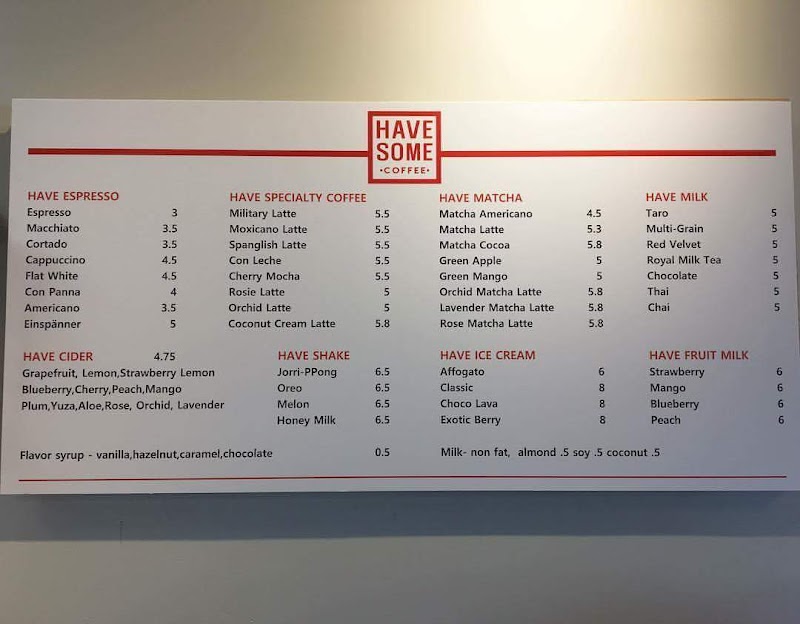 HAVE
SOME
·COFFEE·
HAVE ESPRESSO
Espresso 3
Macchiato 3.5
Cortado 3.5
Cappuccino 4.5
Flat White 4.5
Con Panna 4
Americano 3.5
Einspänner 5
HAVE SPECIALTY COFFEE
Military Latte 5.5
Moxicano Latte 5.5
Spanglish Latte 5.5
Con Leche 5.5
Cherry Mocha 5.5
Rosie Latte 5
Orchid Latte 5
Coconut Cream Latte 5.8
HAVE MATCHA
Matcha Americano 4.5
Matcha Latte 5.3
Matcha Cocoa 5.8
Green Apple 5
Green Mango 5
Orchid Matcha Latte 5.8
Lavender Matcha Latte 5.8
Rose Matcha Latte 5.8
HAVE MILK
Taro 5
Multi-Grain 5
Red Velvet 5
Royal Milk Tea 5
Chocolate 5
Thai 5
Chai 5
HAVE CIDER 4.75
Grapefruit, Lemon,Strawberry Lemon
Blueberry,Cherry,Peach,Mango
Plum,Yuza,Aloe,Rose, Orchid, Lavender
HAVE SHAKE
Jorri-PPong 6.5
Oreo 6.5
Melon 6.5
Honey Milk 6.5
HAVE ICE CREAM
Affogato 6
Classic 8
Choco Lava 8
Exotic Berry 8
HAVE FRUIT MILK
Strawberry 6
Mango 6
Blueberry 6
Peach 6
Flavor syrup - vanilla,hazelnut,caramel,chocolate 0.5
Milk- non fat, almond .5 soy .5 coconut .5